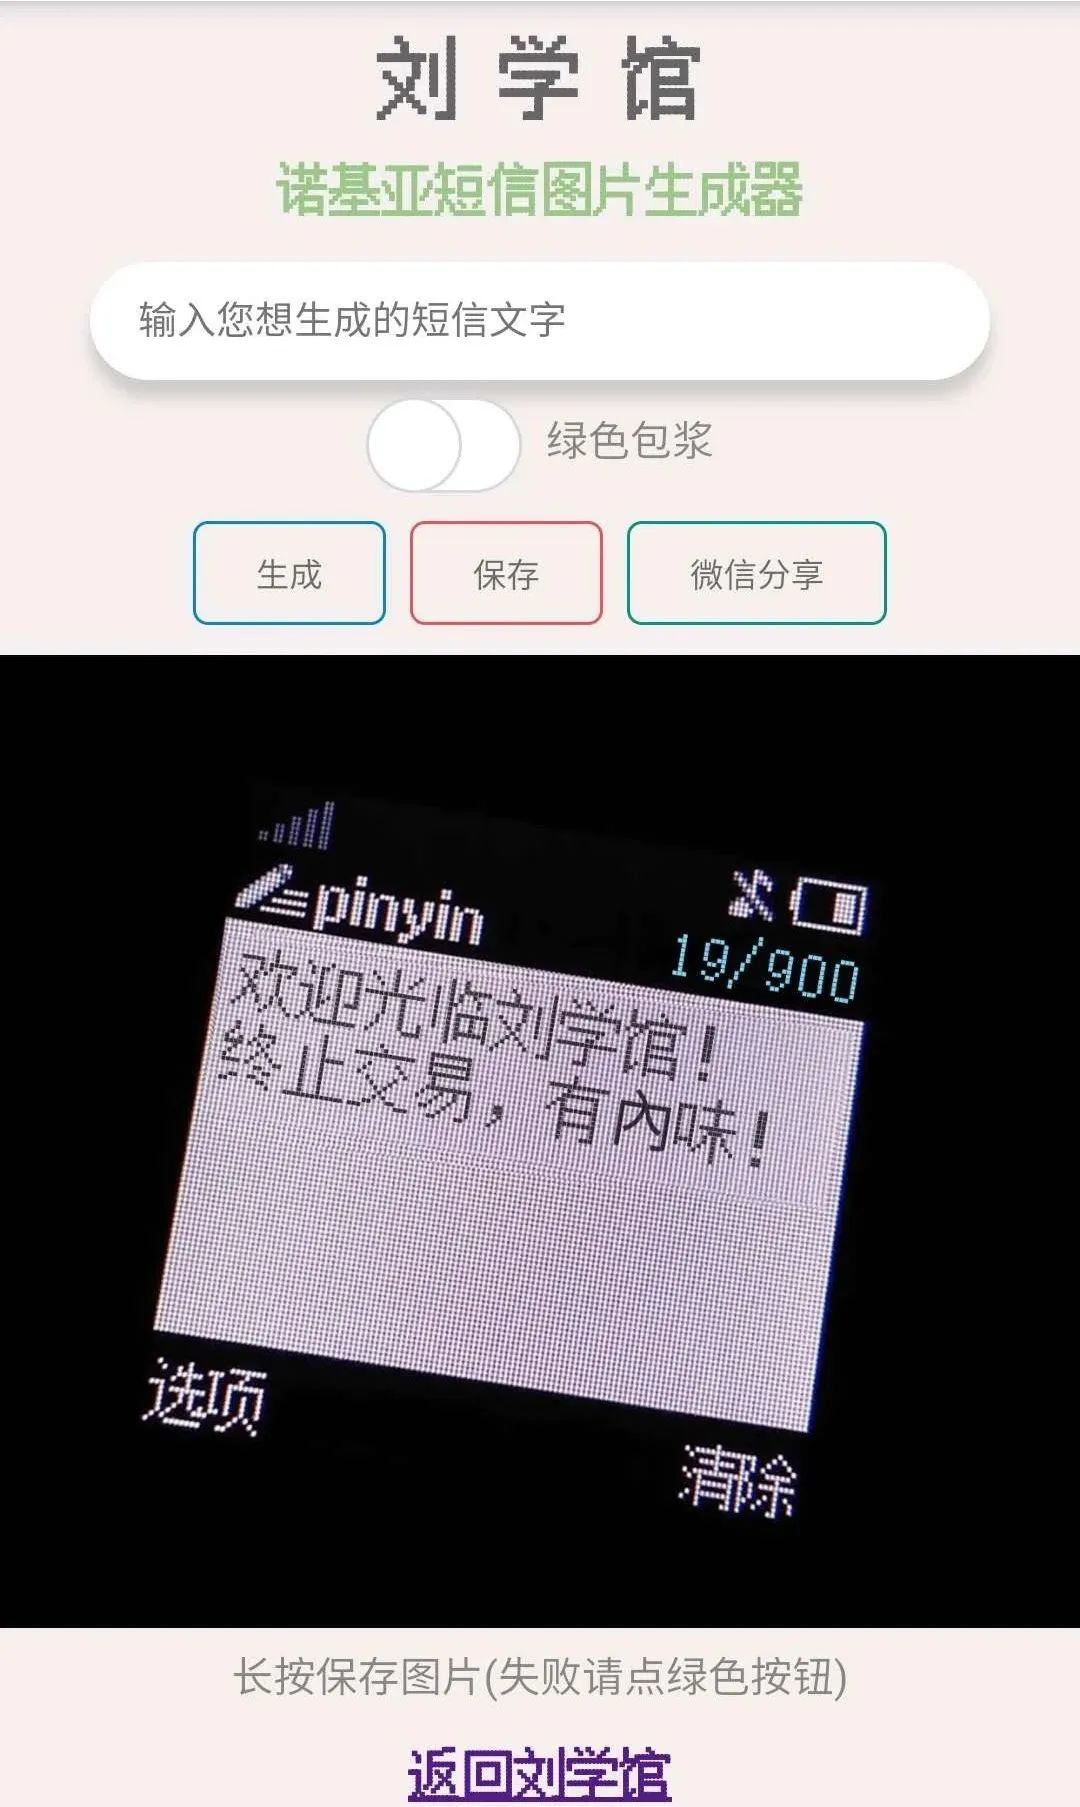 刘学馆
诺基亚短信图片生成器
输入您想生成的短信文字
绿色包浆
生成
保存
微信分享
pinyin
19/900
欢迎光临刘学馆！
终止交易，有內味！
选项
清除
长按保存图片(失败请点绿色按钮)
返回刘学馆